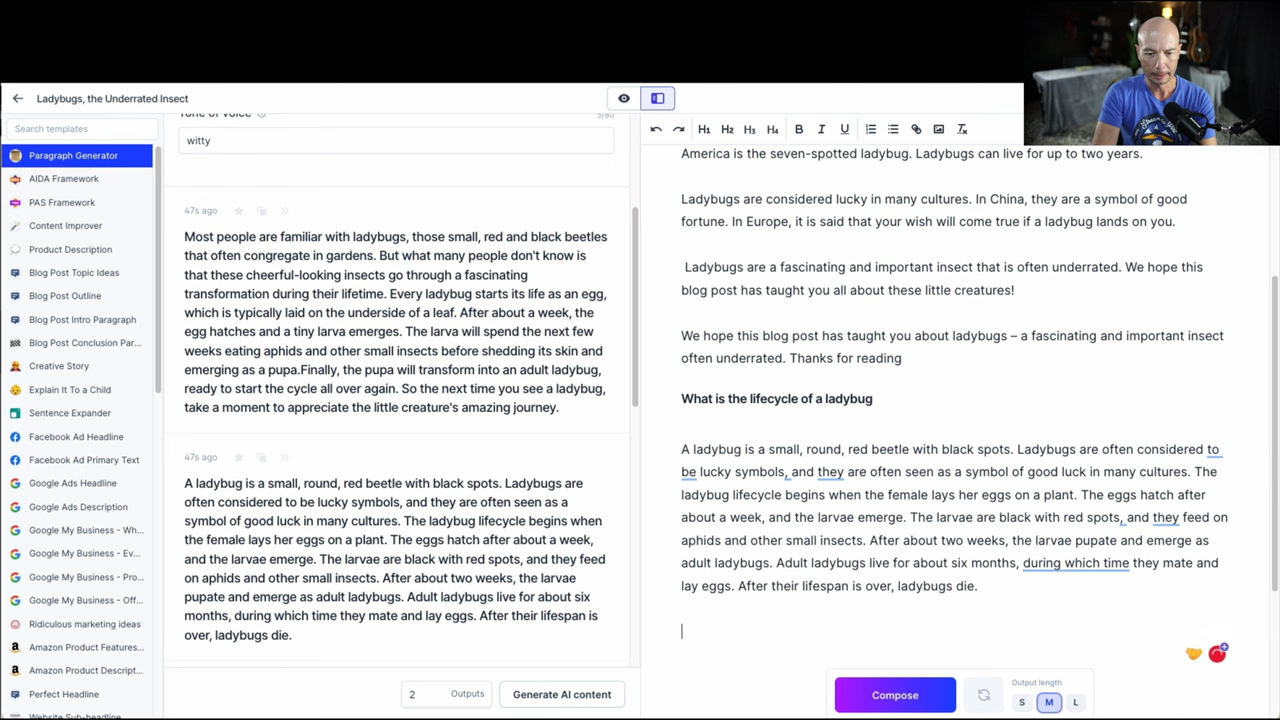 Ladybugs, the Underrated Insect
Search templates
Paragraph Generator
AIDA Framework
PAS Framework
Content Improver
Product Description
Blog Post Topic Ideas
Blog Post Outline
Blog Post Intro Paragraph
Blog Post Conclusion Par...
Creative Story
Explain It To a Child
Sentence Expander
Facebook Ad Headline
Facebook Ad Primary Text
Google Ads Headline
Google Ads Description
Google My Business - Wh...
Google My Business - Ev...
Google My Business - Pro...
Google My Business - Off...
Ridiculous marketing ideas
Amazon Product Features...
Amazon Product Descript...
Perfect Headline
Website Sub-headline
Tone of voice
5/80
witty
47s ago
Most people are familiar with ladybugs, those small, red and black beetles
that often congregate in gardens. But what many people don't know is
that these cheerful-looking insects go through a fascinating
transformation during their lifetime. Every ladybug starts its life as an egg,
which is typically laid on the underside of a leaf. After about a week, the
egg hatches and a tiny larva emerges. The larva will spend the next few
weeks eating aphids and other small insects before shedding its skin and
emerging as a pupa.Finally, the pupa will transform into an adult ladybug,
ready to start the cycle all over again. So the next time you see a ladybug,
take a moment to appreciate the little creature's amazing journey.
47s ago
A ladybug is a small, round, red beetle with black spots. Ladybugs are
often considered to be lucky symbols, and they are often seen as a
symbol of good luck in many cultures. The ladybug lifecycle begins when
the female lays her eggs on a plant. The eggs hatch after about a week,
and the larvae emerge. The larvae are black with red spots, and they feed
on aphids and other small insects. After about two weeks, the larvae
pupate and emerge as adult ladybugs. Adult ladybugs live for about six
months, during which time they mate and lay eggs. After their lifespan is
over, ladybugs die.
2 Outputs
Generate AI content
H1 H2 H3 H4 B I U
America is the seven-spotted ladybug. Ladybugs can live for up to two years.
Ladybugs are considered lucky in many cultures. In China, they are a symbol of good
fortune. In Europe, it is said that your wish will come true if a ladybug lands on you.
Ladybugs are a fascinating and important insect that is often underrated. We hope this
blog post has taught you all about these little creatures!
We hope this blog post has taught you about ladybugs – a fascinating and important insect
often underrated. Thanks for reading
What is the lifecycle of a ladybug
A ladybug is a small, round, red beetle with black spots. Ladybugs are often considered to
be lucky symbols, and they are often seen as a symbol of good luck in many cultures. The
ladybug lifecycle begins when the female lays her eggs on a plant. The eggs hatch after
about a week, and the larvae emerge. The larvae are black with red spots, and they feed on
aphids and other small insects. After about two weeks, the larvae pupate and emerge as
adult ladybugs. Adult ladybugs live for about six months, during which time they mate and
lay eggs. After their lifespan is over, ladybugs die.
Compose
Output length
S M L